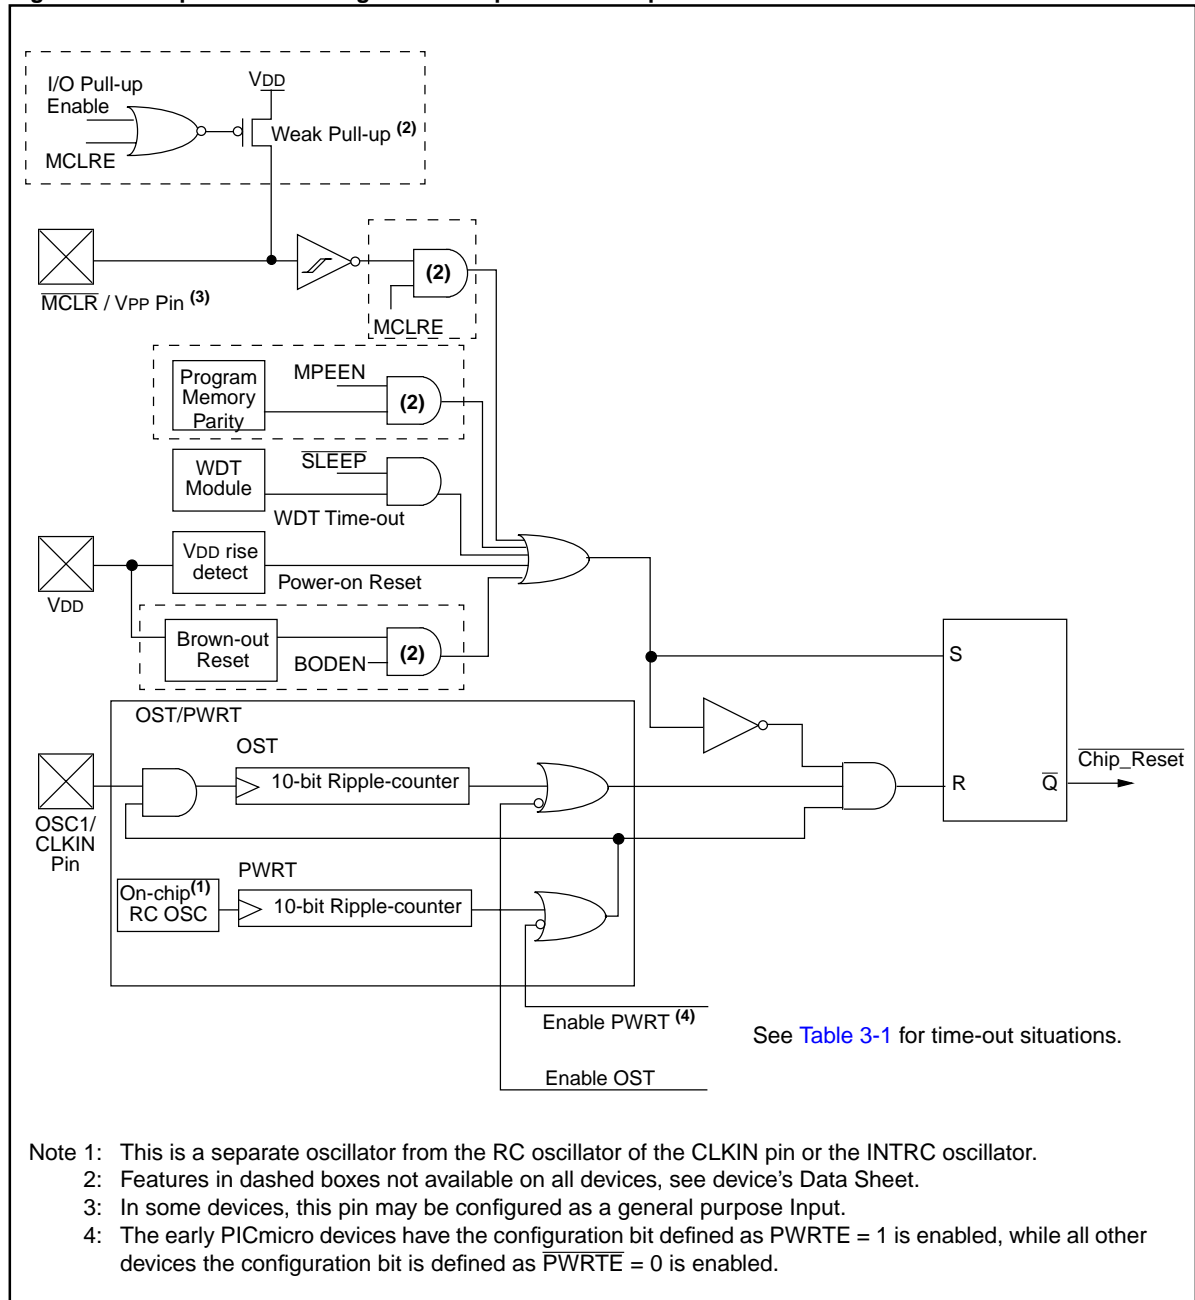 I/O Pull-up
Enable
VDD
Weak Pull-up (2)
MCLRE
(2)
MCLR / VPP Pin (3)
MCLRE
Program
Memory
Parity
MPEEN
(2)
WDT
Module
SLEEP
WDT Time-out
VDD rise
detect
Power-on Reset
VDD
Brown-out
Reset
BODEN
(2)
S
OST/PWRT
OST
10-bit Ripple-counter
Chip_Reset
R
Q
OSC1/
CLKIN
Pin
PWRT
On-chip(1)
RC OSC
10-bit Ripple-counter
Enable PWRT (4)
See Table 3-1 for time-out situations.
Enable OST
Note 1: This is a separate oscillator from the RC oscillator of the CLKIN pin or the INTRC oscillator.
2: Features in dashed boxes not available on all devices, see device's Data Sheet.
3: In some devices, this pin may be configured as a general purpose Input.
4: The early PICmicro devices have the configuration bit defined as PWRTE = 1 is enabled, while all other
devices the configuration bit is defined as PWRTE = 0 is enabled.